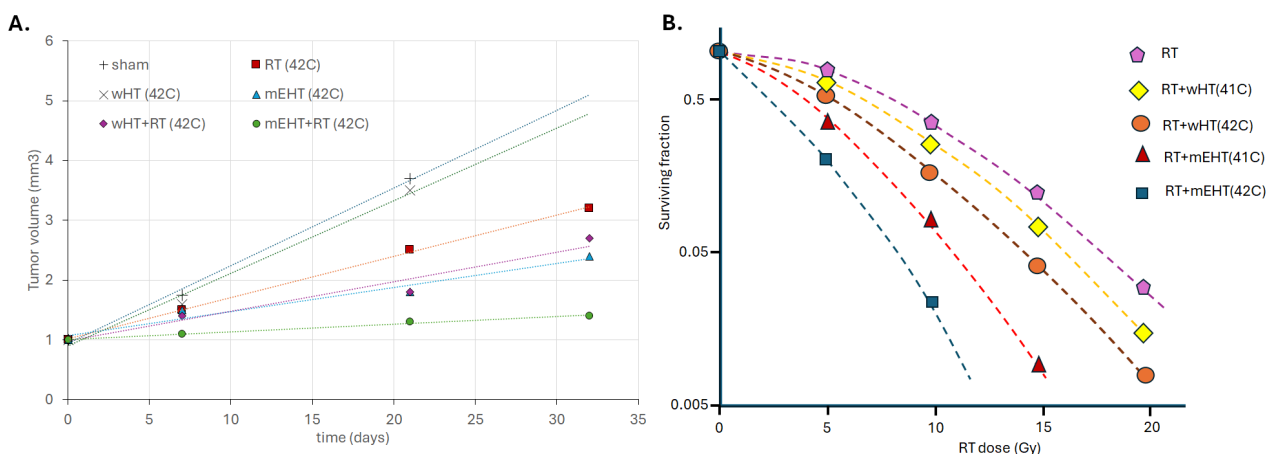 A.
6
5
4
3
2
1
0
Tumor volume (mm3)
sham
RT (42C)
wHT (42C)
mEHT (42C)
wHT+RT (42C)
mEHT+RT (42C)
0 5 10 15 20 25 30 35
time (days)
B.
0.5
0.05
0.005
Surviving fraction
RT
RT+wHT(41C)
RT+wHT(42C)
RT+mEHT(41C)
RT+mEHT(42C)
0 5 10 15 20
RT dose (Gy)